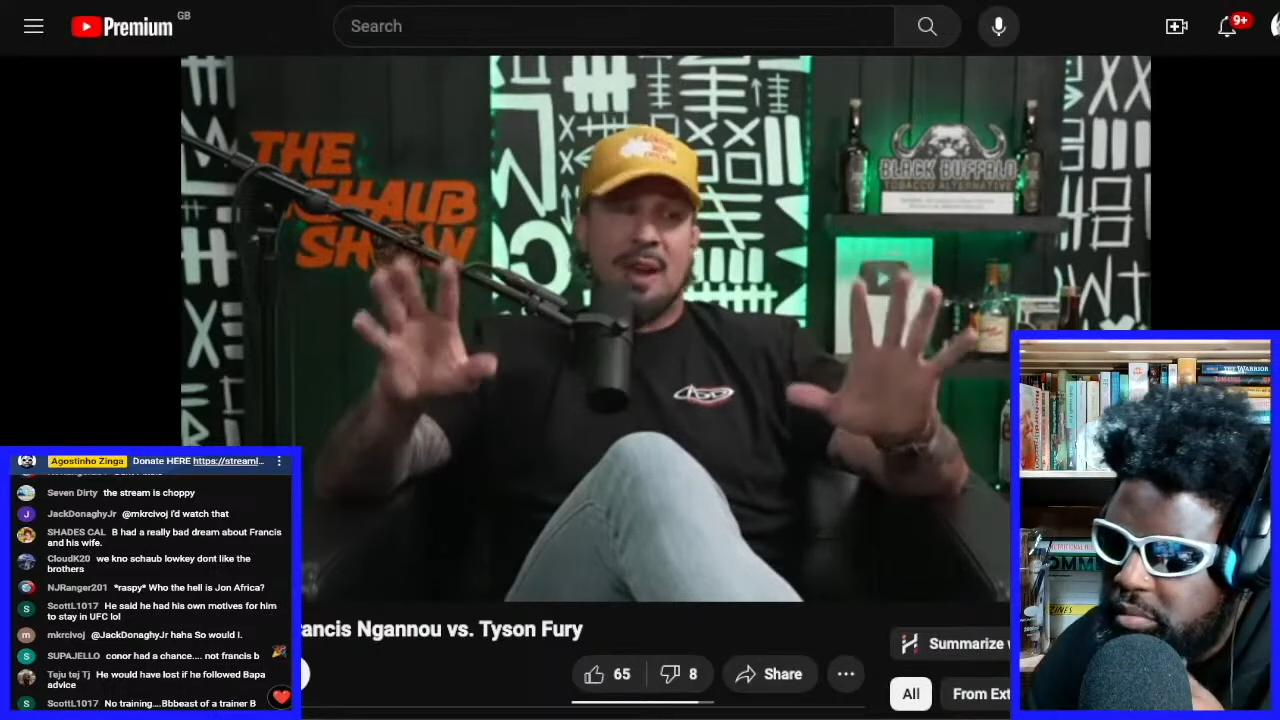 Premium GB
Search
9+
THE
SCHAUB
SHOW
BLACK BUFFALO
TOBACCO ALTERNATIVE
THE WARRIOR
Agostinho Zinga Donate HERE https://streaml...
Seven Dirty the stream is choppy
JackDonaghyJr @mkrcivoj I'd watch that
SHADES CAL B had a really bad dream about Francis
and his wife.
CloudK20 we kno schaub lowkey dont like the
brothers
NJRanger201 *raspy* Who the hell is Jon Africa?
ScottL1017 He said he had his own motives for him
to stay in UFC lol
mkrcivoj @JackDonaghyJr haha So would I.
SUPAJELLO conor had a chance.... not francis b
Teju tej Tj He would have lost if he followed Bapa
advice
ScottL1017 No training....Bbbeast of a trainer B
ancis Ngannou vs. Tyson Fury
65
8
Share
Summarize
All
From Ext